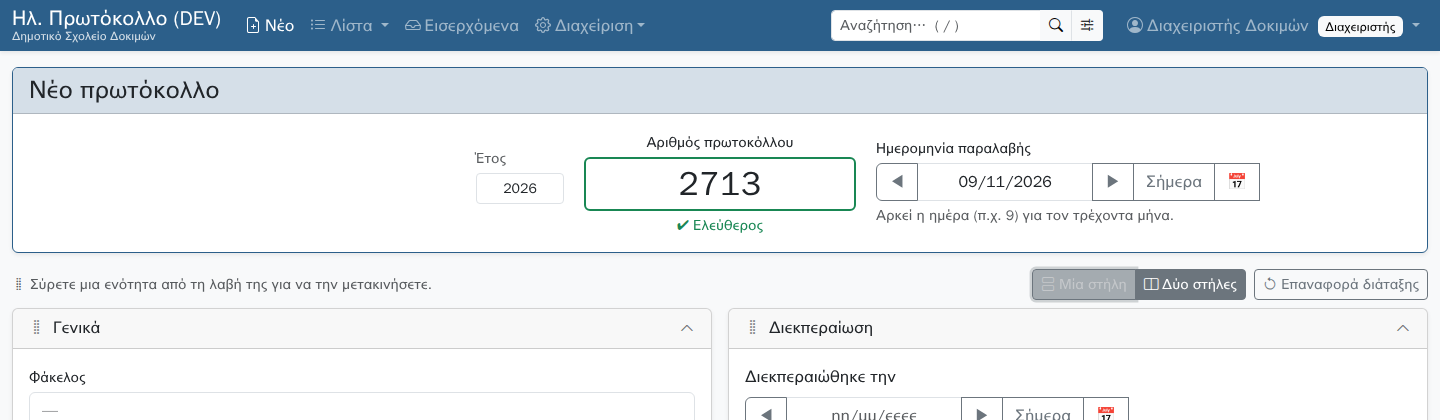 Ηλ. Πρωτόκολλο (DEV)
Δημοτικό Σχολείο Δοκιμών
Νέο
Λίστα
Εισερχόμενα
Διαχείριση
Αναζήτηση… ( / )
Διαχειριστής Δοκιμών
Διαχειριστής
Νέο πρωτόκολλο
Έτος
2026
Αριθμός πρωτοκόλλου
2713
✔ Ελεύθερος
Ημερομηνία παραλαβής
◀ 09/11/2026 ▶ Σήμερα
Αρκεί η ημέρα (π.χ. 9) για τον τρέχοντα μήνα.
Σύρετε μια ενότητα από τη λαβή της για να την μετακινήσετε.
Μία στήλη
Δύο στήλες
Επαναφορά διάταξης
Γενικά
Φάκελος
—
Διεκπεραίωση
Διεκπεραιώθηκε την
◀ ηη/μμ/εεεε ▶ Σήμερα